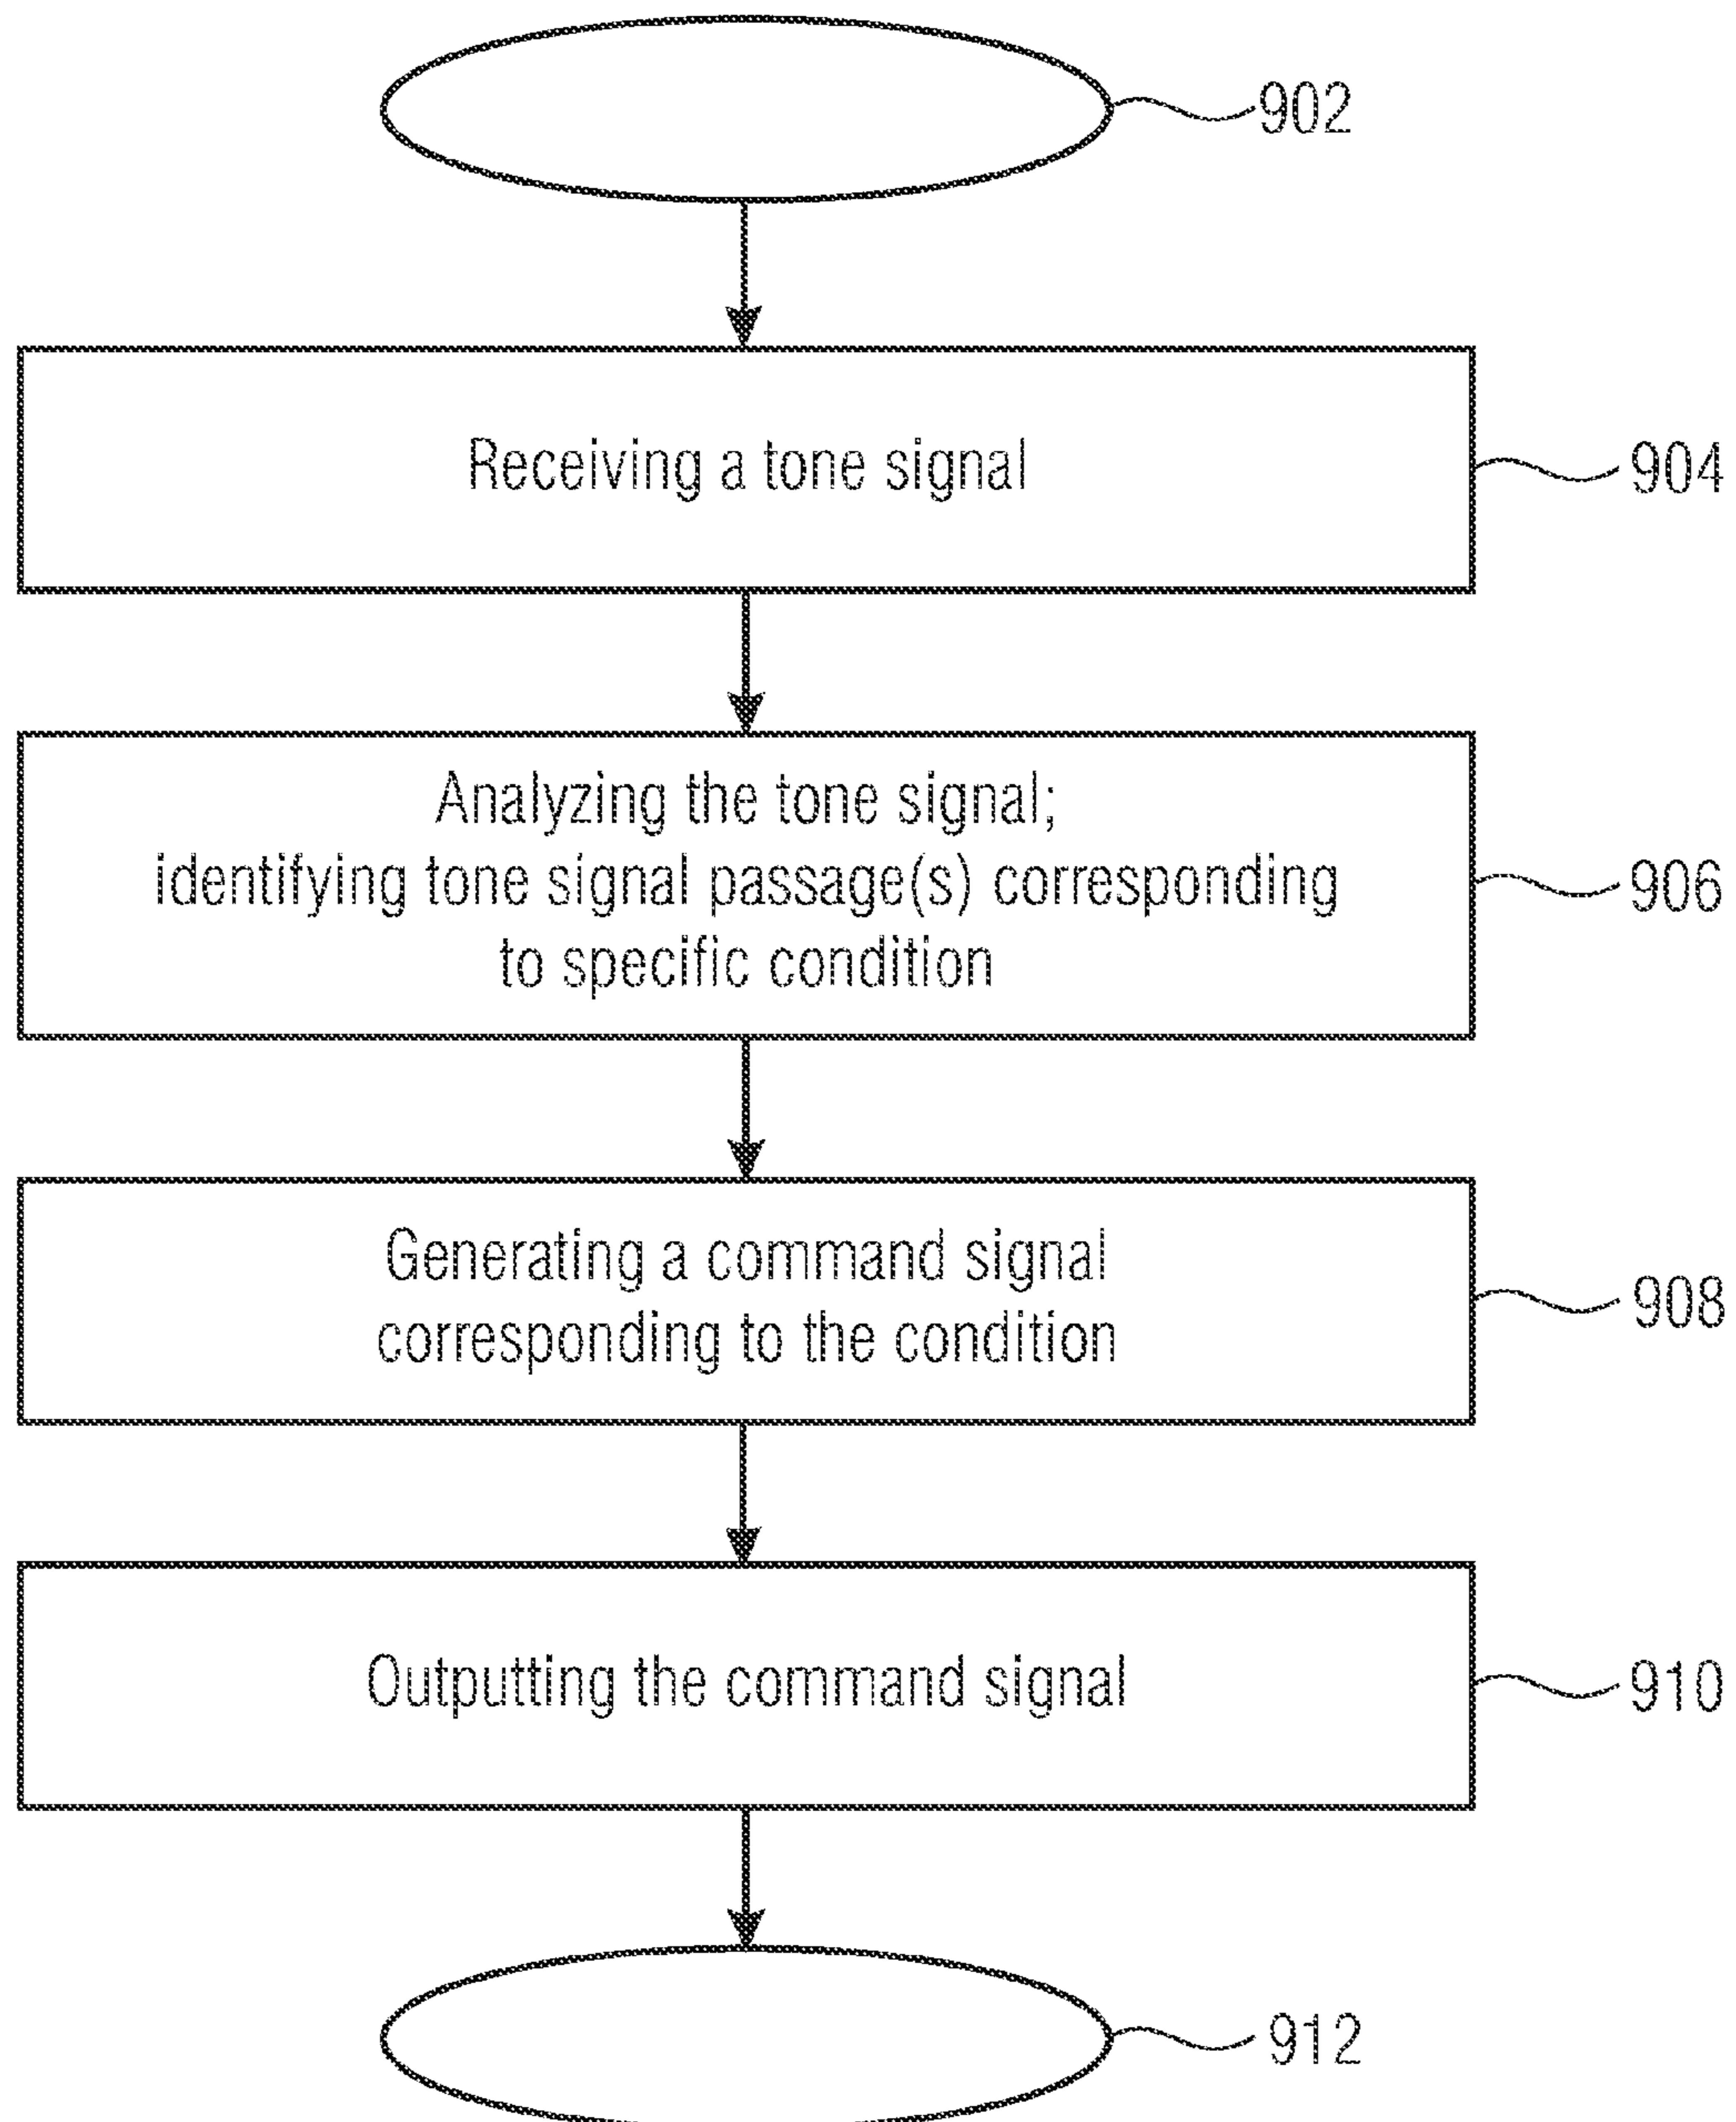 902
Receiving a tone signal
904
Analyzing the tone signal;
identifying tone signal passage(s) corresponding
to specific condition
906
Generating a command signal
corresponding to the condition
908
Outputting the command signal
910
912